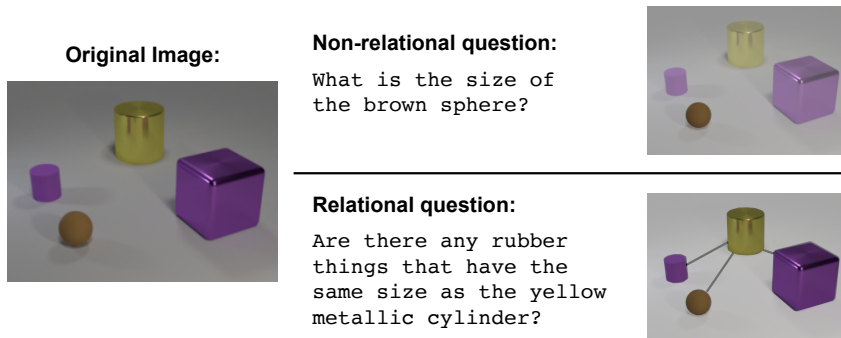 Original Image:
Non-relational question:
What is the size of
the brown sphere?
Relational question:
Are there any rubber
things that have the
same size as the yellow
metallic cylinder?